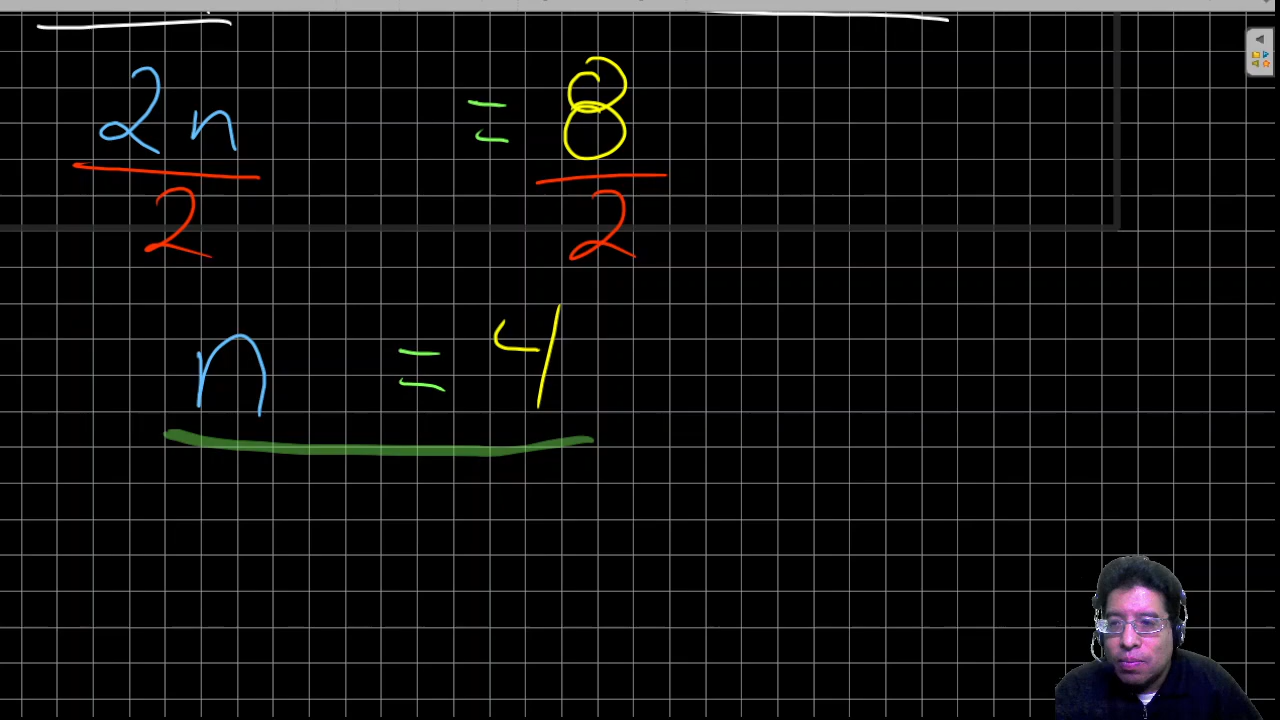 2n = 8
2 2
n = 4